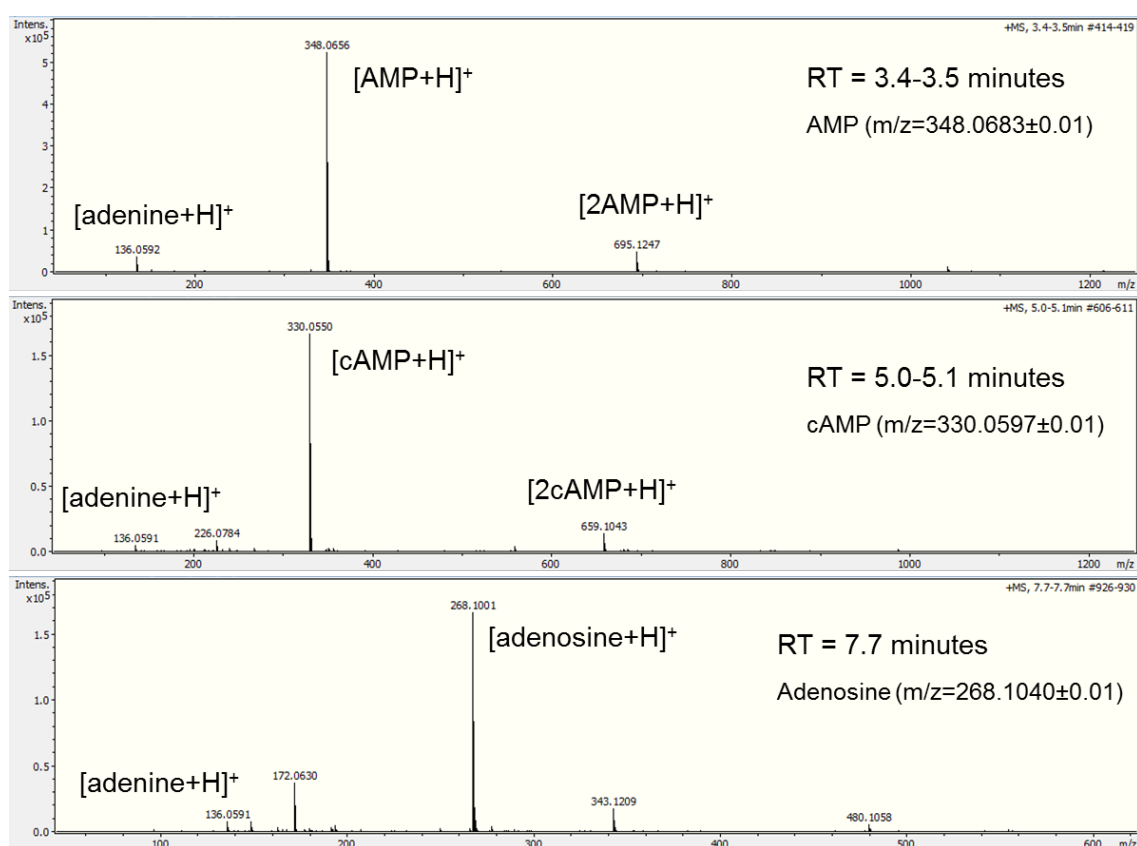 Intens.
x10⁵
+MS, 3.4-3.5min #414-419
348.0656
[AMP+H]⁺
RT = 3.4-3.5 minutes
AMP (m/z=348.0683±0.01)
5
4
3
2
1
0
[adenine+H]⁺
136.0592
[2AMP+H]⁺
695.1247
200
400
600
800
1000
1200
m/z
Intens.
x10⁵
+MS, 5.0-5.1min #606-611
330.0550
[cAMP+H]⁺
RT = 5.0-5.1 minutes
cAMP (m/z=330.0597±0.01)
1.5
1.0
0.5
0.0
[adenine+H]⁺
136.0591
226.0784
[2cAMP+H]⁺
659.1043
200
400
600
800
1000
1200
m/z
Intens.
x10⁵
+MS, 7.7-7.7min #926-930
268.1001
[adenosine+H]⁺
RT = 7.7 minutes
Adenosine (m/z=268.1040±0.01)
1.5
1.0
0.5
0.0
[adenine+H]⁺
136.0591
172.0630
343.1209
480.1058
100
200
300
400
500
600
m/z